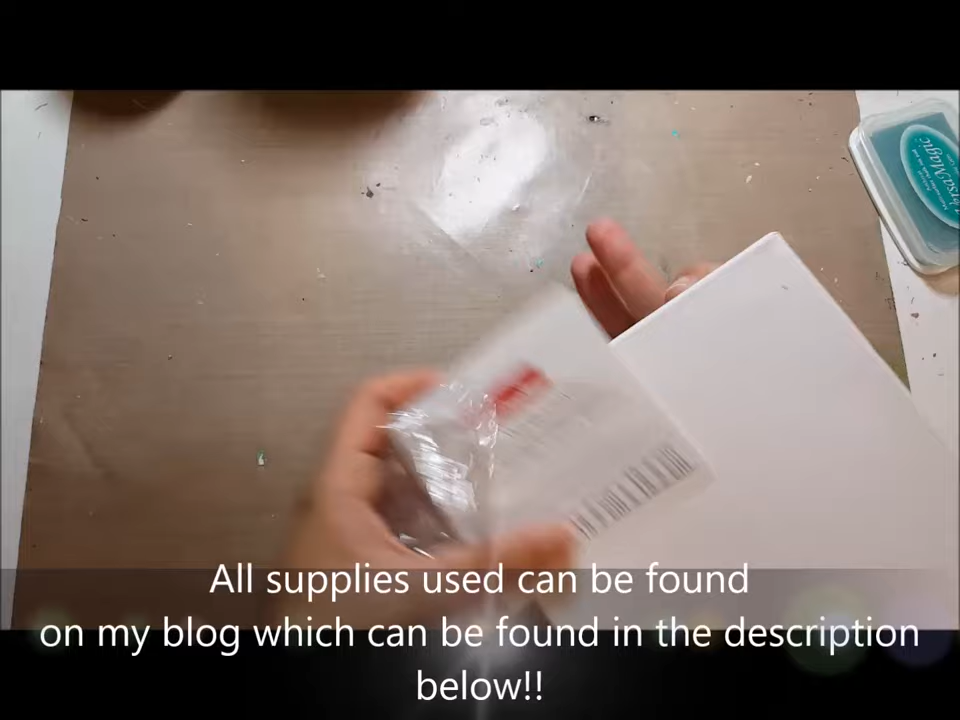 All supplies used can be found
on my blog which can be found in the description
below!!